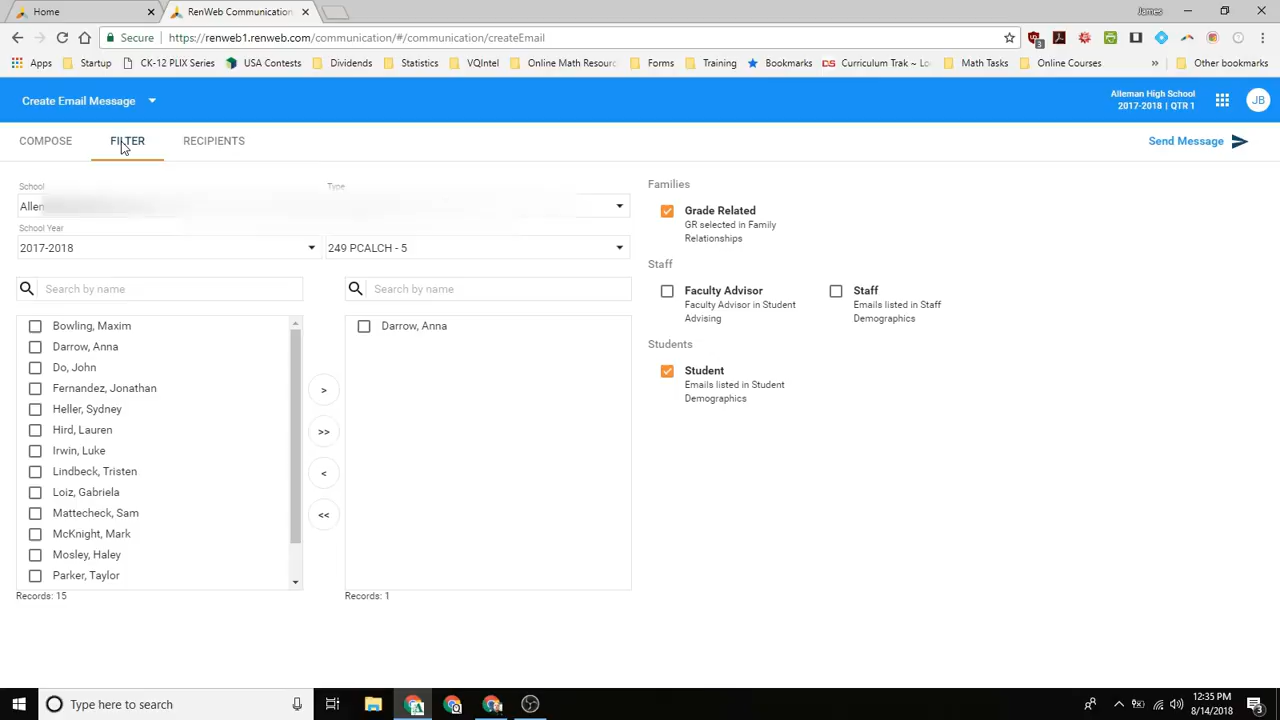 Home
RenWeb Communication
James
Secure
https://renweb1.renweb.com/communication/#/communication/createEmail
3
Apps
Startup
CK-12 PLIX Series
USA Contests
Dividends
Statistics
VQIntel
Online Math Resourc
Forms
Training
Bookmarks
CS Curriculum Trak ~ Lo
Math Tasks
Online Courses
»
Other bookmarks
Create Email Message
Alleman High School
2017-2018 | QTR 1
JB
COMPOSE
FILTER
RECIPIENTS
Send Message
School
Type
Allen
School Year
2017-2018
249 PCALCH - 5
Search by name
Search by name
Bowling, Maxim
Darrow, Anna
Do, John
Fernandez, Jonathan
Heller, Sydney
Hird, Lauren
Irwin, Luke
Lindbeck, Tristen
Loiz, Gabriela
Mattecheck, Sam
McKnight, Mark
Mosley, Haley
Parker, Taylor
Records: 15
>
>>
<
<<
Darrow, Anna
Records: 1
Families
Grade Related
GR selected in Family
Relationships
Staff
Faculty Advisor
Faculty Advisor in Student
Advising
Staff
Emails listed in Staff
Demographics
Students
Student
Emails listed in Student
Demographics
Type here to search
12:35 PM
8/14/2018
3